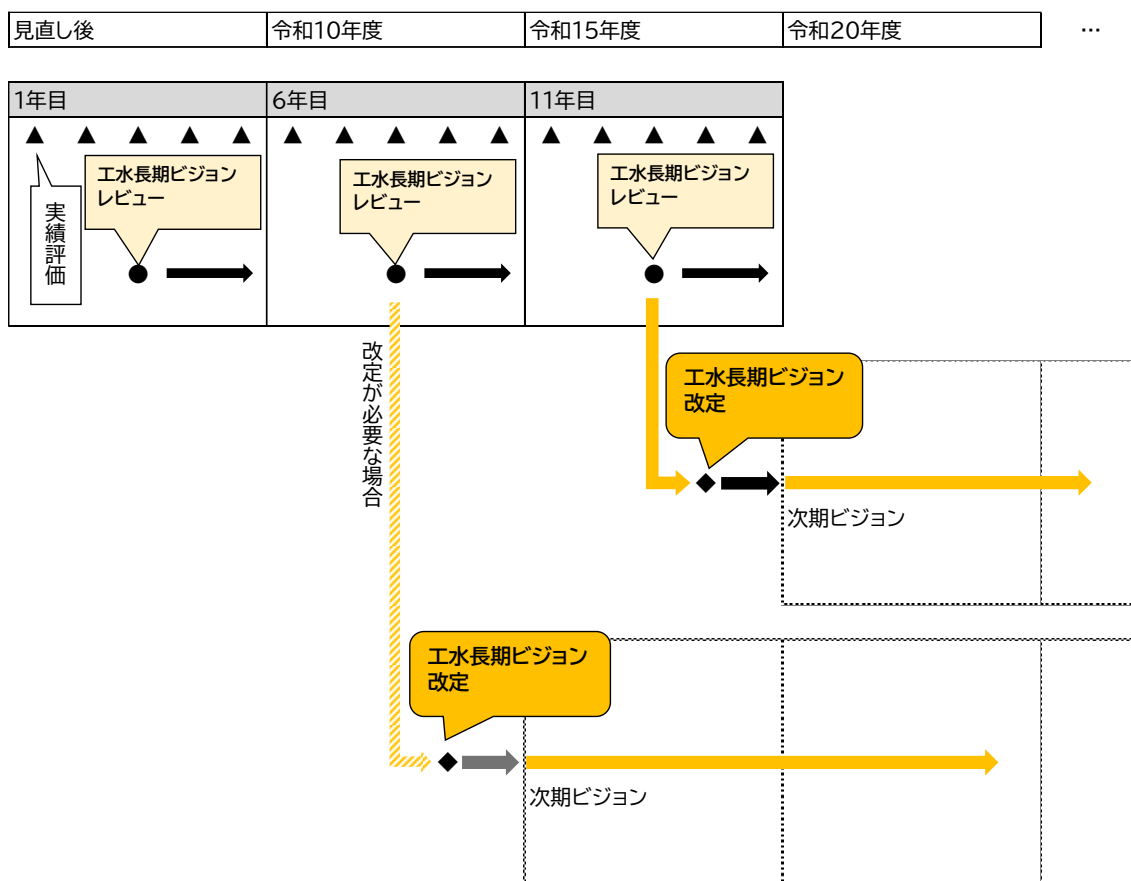 見直し後
令和10年度
令和15年度
令和20年度
…
1年目
6年目
11年目
実績評価
工水長期ビジョン
レビュー
工水長期ビジョン
レビュー
工水長期ビジョン
レビュー
改定が必要な場合
工水長期ビジョン
改定
次期ビジョン
工水長期ビジョン
改定
次期ビジョン